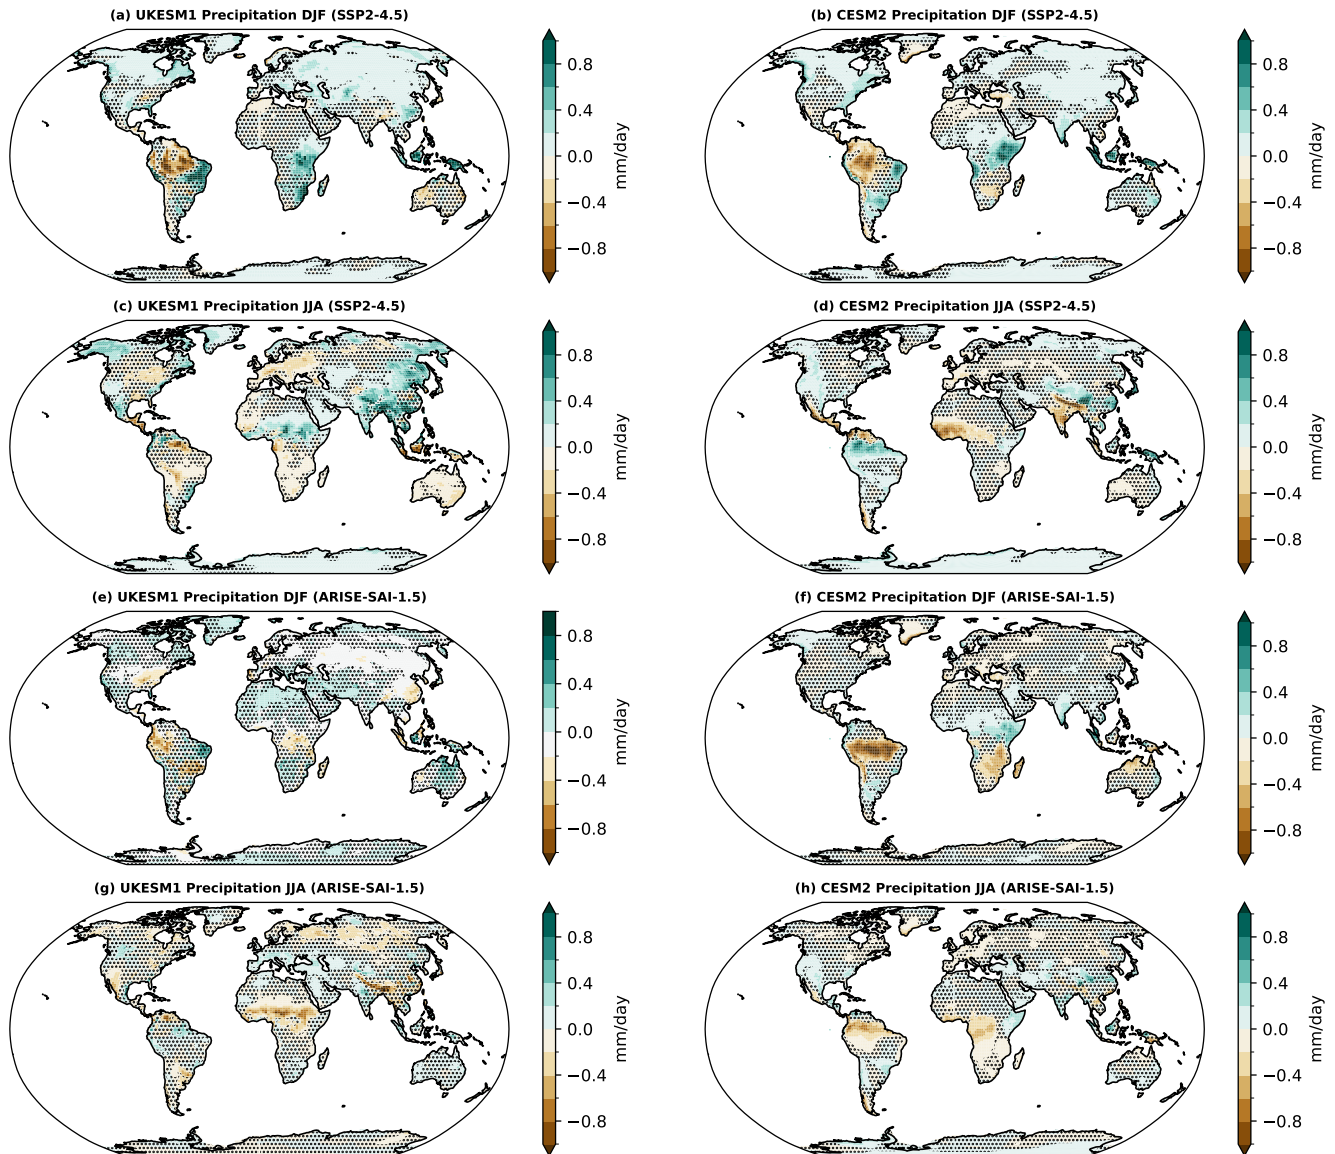 (a) UKESM1 Precipitation DJF (SSP2-4.5)
0.8
0.4
0.0
−0.4
−0.8
mm/day
(b) CESM2 Precipitation DJF (SSP2-4.5)
0.8
0.4
0.0
−0.4
−0.8
mm/day
(c) UKESM1 Precipitation JJA (SSP2-4.5)
0.8
0.4
0.0
−0.4
−0.8
mm/day
(d) CESM2 Precipitation JJA (SSP2-4.5)
0.8
0.4
0.0
−0.4
−0.8
mm/day
(e) UKESM1 Precipitation DJF (ARISE-SAI-1.5)
0.8
0.4
0.0
−0.4
−0.8
mm/day
(f) CESM2 Precipitation DJF (ARISE-SAI-1.5)
0.8
0.4
0.0
−0.4
−0.8
mm/day
(g) UKESM1 Precipitation JJA (ARISE-SAI-1.5)
0.8
0.4
0.0
−0.4
−0.8
mm/day
(h) CESM2 Precipitation JJA (ARISE-SAI-1.5)
0.8
0.4
0.0
−0.4
−0.8
mm/day